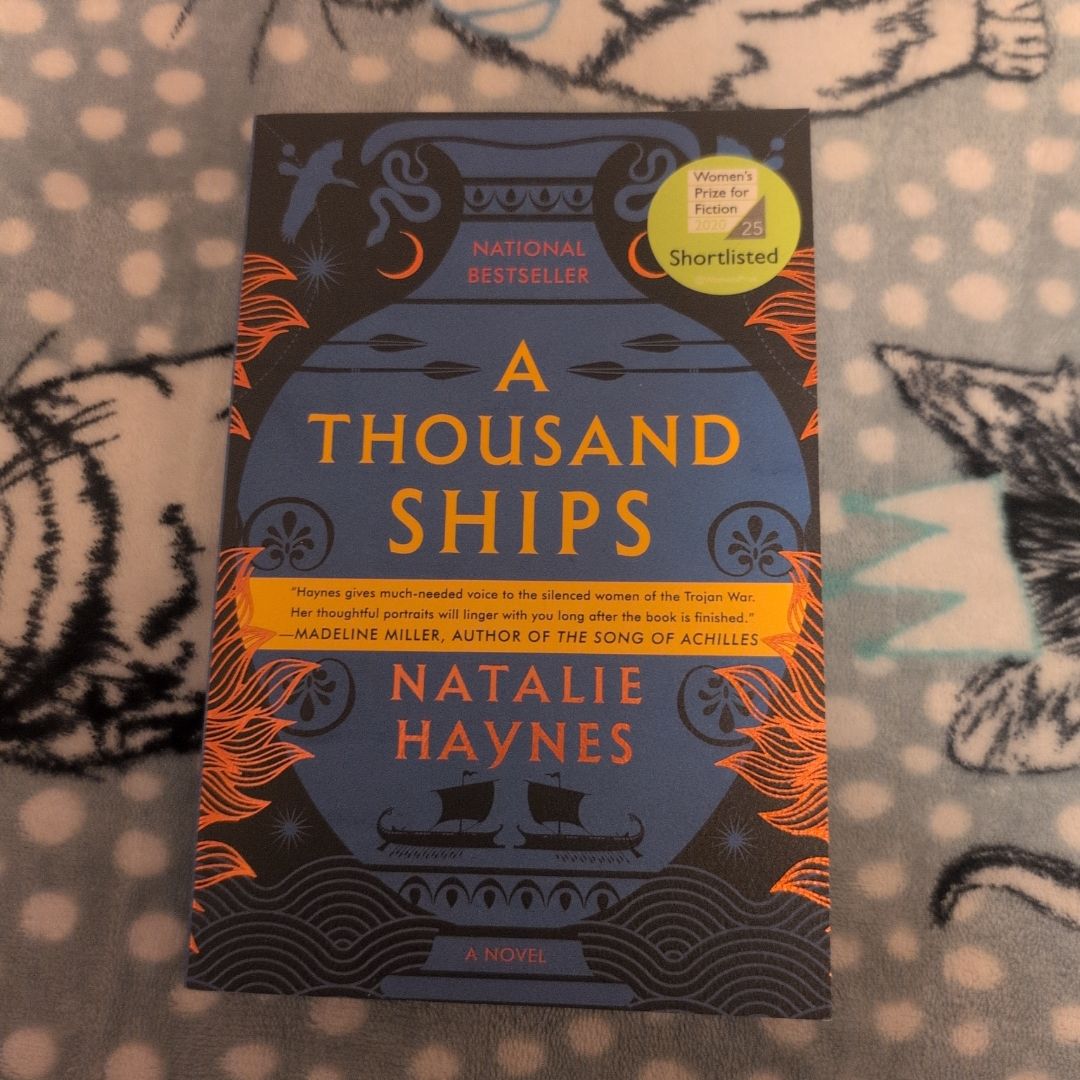 Women's
Prize for
Fiction
2020 25
Shortlisted
NATIONAL
BESTSELLER
A
THOUSAND
SHIPS
"Haynes gives much-needed voice to the silenced women of the Trojan War.
Her thoughtful portraits will linger with you long after the book is finished."
—MADELINE MILLER, AUTHOR OF THE SONG OF ACHILLES
NATALIE
HAYNES
A NOVEL